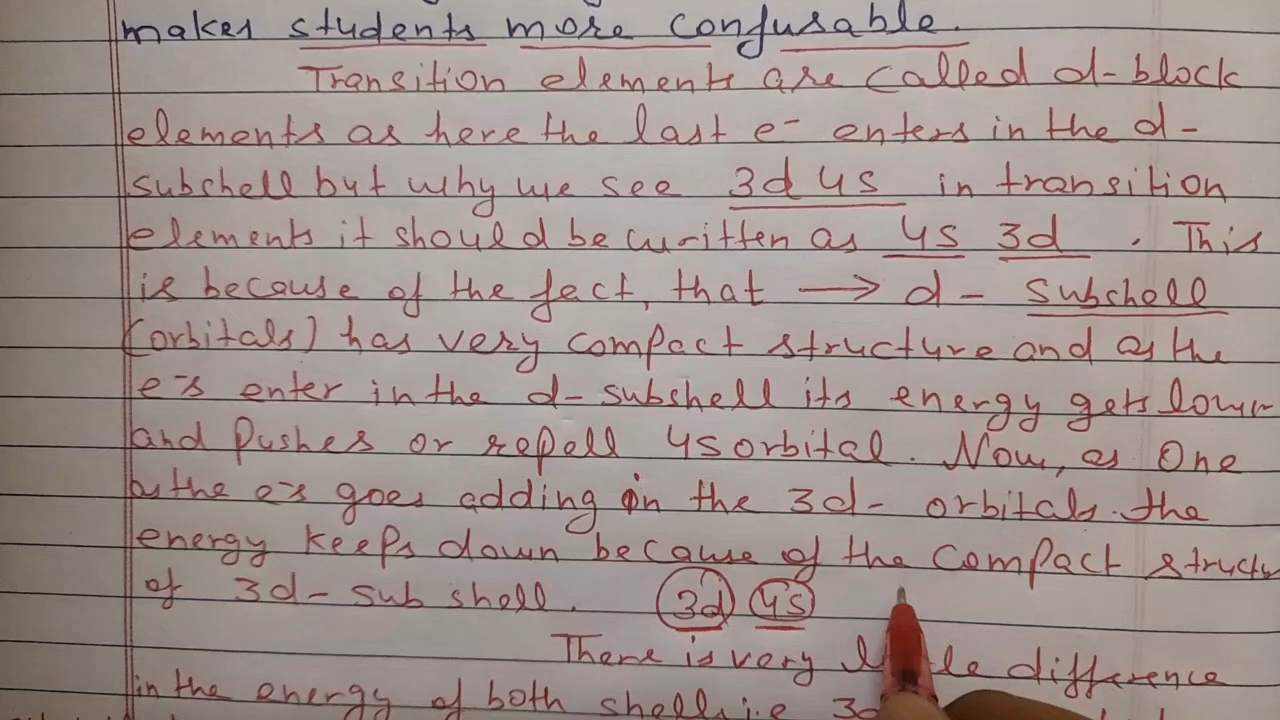 makes students more confusable.
Transition elements are called d-block
elements as here the last e⁻ enters in the d-
subshell but why we see 3d 4s in transition
elements it should be written as 4s 3d. This
is because of the fact, that → d- subshell
(orbitals) has very compact structure and as the
e⁻s enter in the d-subshell its energy gets lower
and pushes or repell 4s orbital. Now, as One
by the e⁻s goes adding in the 3d- orbitals. the
energy keeps down because of the compact
of 3d- sub shell. 3d 4s
There is very difference
in the energy of both shell i.e